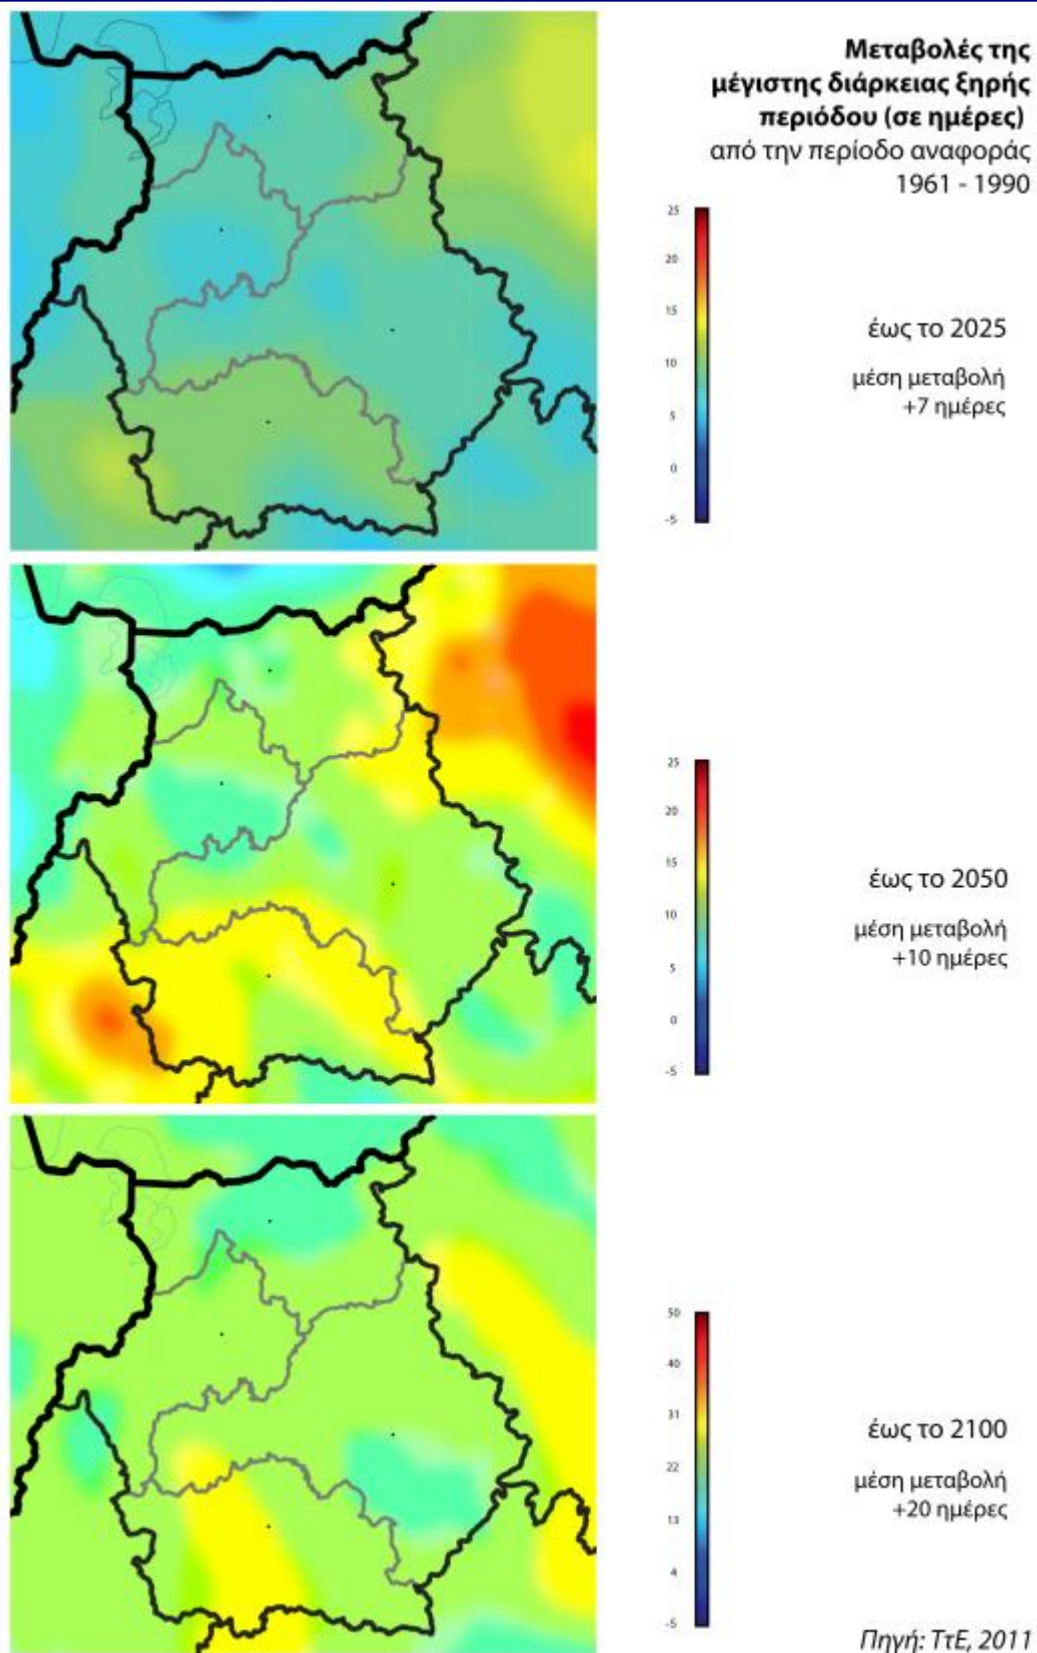 Μεταβολές της
μέγιστης διάρκειας ξηρής
περιόδου (σε ημέρες)
από την περίοδο αναφοράς
1961 - 1990
25
20
15
10
5
0
-5
έως το 2025
μέση μεταβολή
+7 ημέρες
25
20
15
10
5
0
-5
έως το 2050
μέση μεταβολή
+10 ημέρες
50
40
31
22
13
4
-5
έως το 2100
μέση μεταβολή
+20 ημέρες
Πηγή: ΤτΕ, 2011